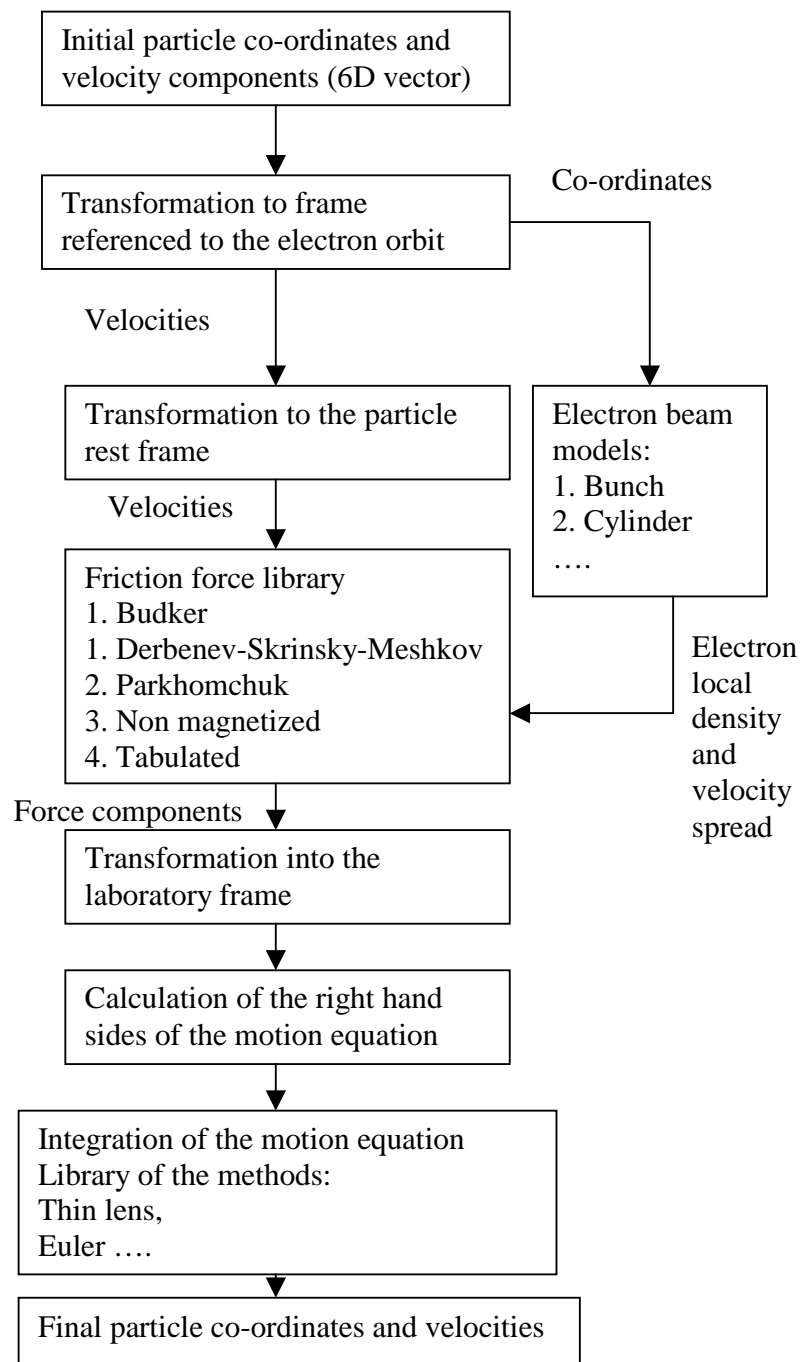 Initial particle co-ordinates and
velocity components (6D vector)
Co-ordinates
Transformation to frame
referenced to the electron orbit
Velocities
Transformation to the particle
rest frame
Electron beam
models:
1. Bunch
2. Cylinder
….
Velocities
Friction force library
1. Budker
1. Derbenev-Skrinsky-Meshkov
2. Parkhomchuk
3. Non magnetized
4. Tabulated
Electron
local
density
and
velocity
spread
Force components
Transformation into the
laboratory frame
Calculation of the right hand
sides of the motion equation
Integration of the motion equation
Library of the methods:
Thin lens,
Euler ….
Final particle co-ordinates and velocities